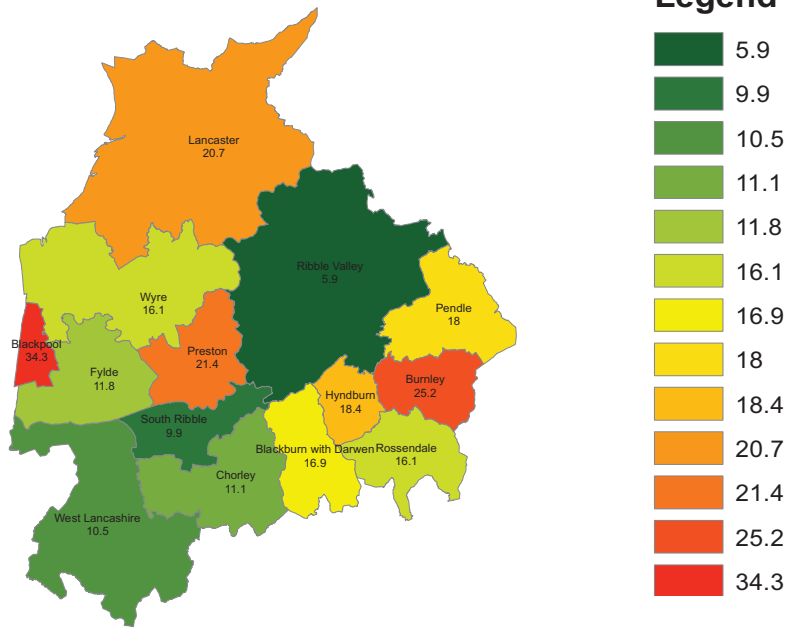 Legend
5.9
9.9
10.5
11.1
11.8
16.1
16.9
18
18.4
20.7
21.4
25.2
34.3
Lancaster
20.7
Ribble Valley
5.9
Wyre
16.1
Pendle
18
Blackpool
34.3
Preston
21.4
Fylde
11.8
Burnley
25.2
Hyndburn
18.4
South Ribble
9.9
Blackburn with Darwen
16.9
Rossendale
16.1
Chorley
11.1
West Lancashire
10.5